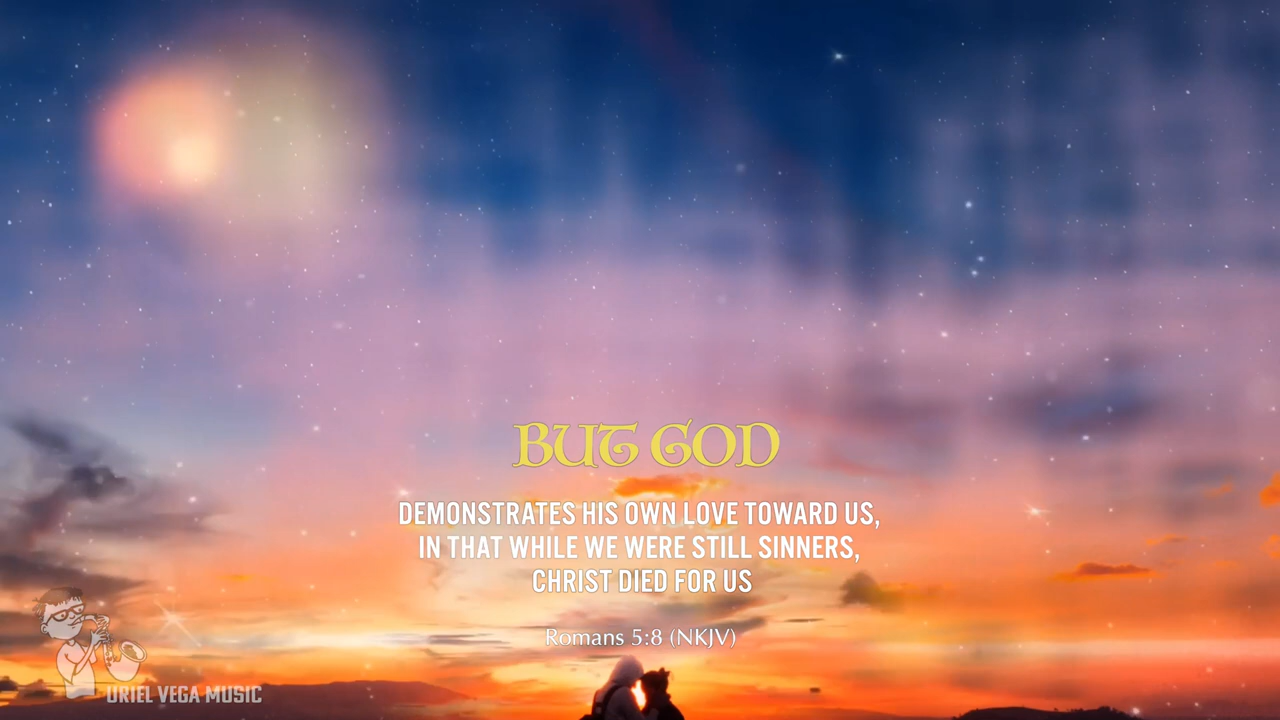 BUT GOD
DEMONSTRATES HIS OWN LOVE TOWARD US,
IN THAT WHILE WE WERE STILL SINNERS,
CHRIST DIED FOR US
Romans 5:8 (NKJV)
URIEL VEGA MUSIC